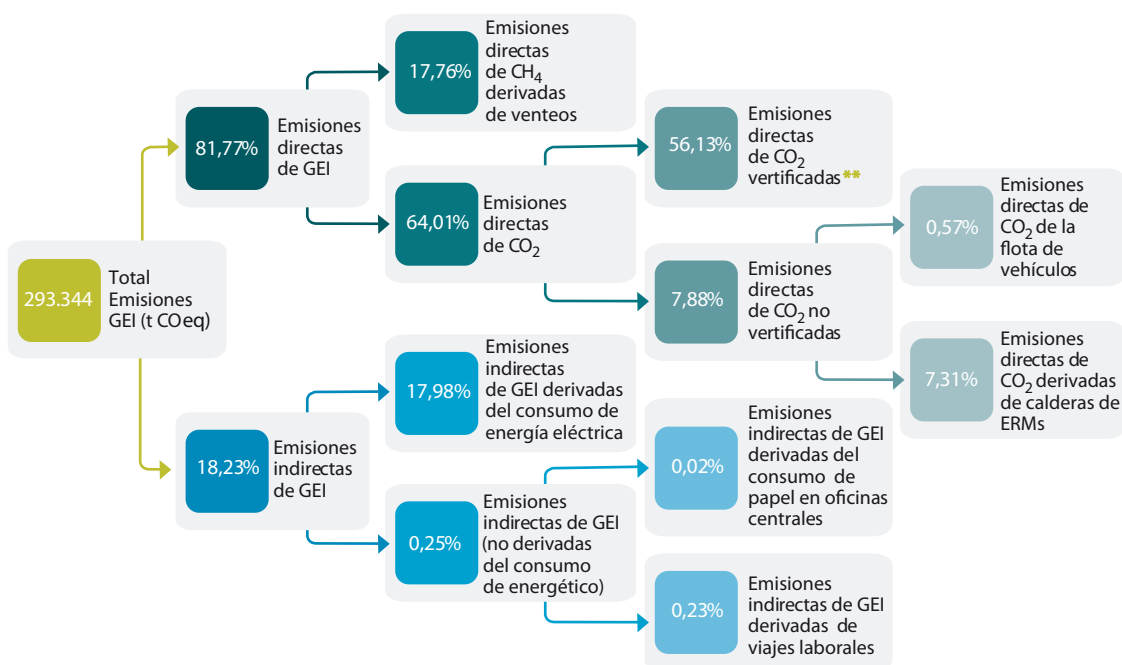 293.344
Total
Emisiones
GEI (t COeq)
81,77%
Emisiones
directas
de GEI
17,76%
Emisiones
directas
de CH4
derivadas
de venteos
64,01%
Emisiones
directas
de CO2
56,13%
Emisiones
directas
de CO2
vertificadas**
7,88%
Emisiones
directas
de CO2 no
vertificadas
0,57%
Emisiones
directas de
CO2 de la
flota de
vehículos
7,31%
Emisiones
directas de
CO2 derivadas
de calderas de
ERMs
18,23%
Emisiones
indirectas
de GEI
17,98%
Emisiones
indirectas
de GEI derivadas
del consumo de
energía eléctrica
0,25%
Emisiones
indirectas de GEI
(no derivadas
del consumo
de energético)
0,02%
Emisiones
indirectas de GEI
derivadas del
consumo de
papel en oficinas
centrales
0,23%
Emisiones
indirectas de GEI
derivadas de
viajes laborales